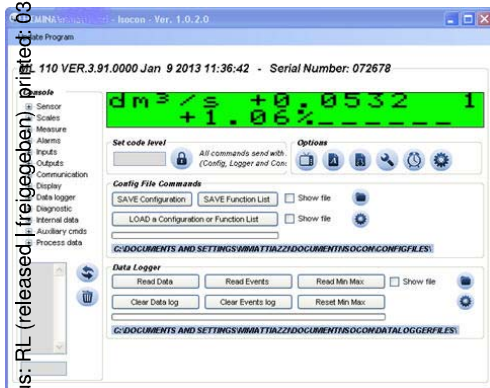 - Isocon - Ver. 1.0.2.0
ate Program
L 110 VER.3.91.0000 Jan 9 2013 11:36:42 - Serial Number: 072678
onsole
Sensor
Scales
Measure
Alarms
Inputs
Outputs
Communication
Display
Data logger
Diagnostic
Internal data
Auxiliary cmds
Process data
dm³/s +0.0532 1
+1.06%______
Set code level
All commands send with
(Config, Logger and Con
Options
Config File Commands
SAVE Configuration
SAVE Function List
Show file
LOAD a Configuration or Function List
Show file
C:\DOCUMENTS AND SETTINGS\MMATTIAZZI\DOCUMENTI\ISOCON\CONFIGFILES\
Data Logger
Read Data
Read Events
Read Min Max
Show file
Clear Data log
Clear Events log
Reset Min Max
C:\DOCUMENTS AND SETTINGS\MMATTIAZZI\DOCUMENTI\ISOCON\DATALOGGERFILES\
us: RL (released | freigegeben) printed: 03